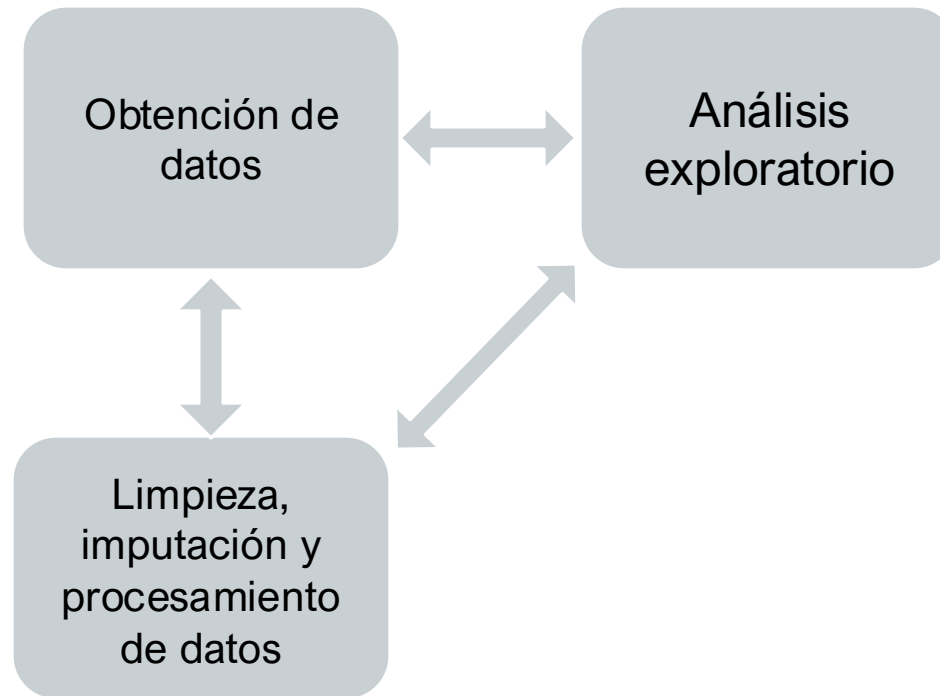 Obtención de
datos
Análisis
exploratorio
Limpieza,
imputación y
procesamiento
de datos